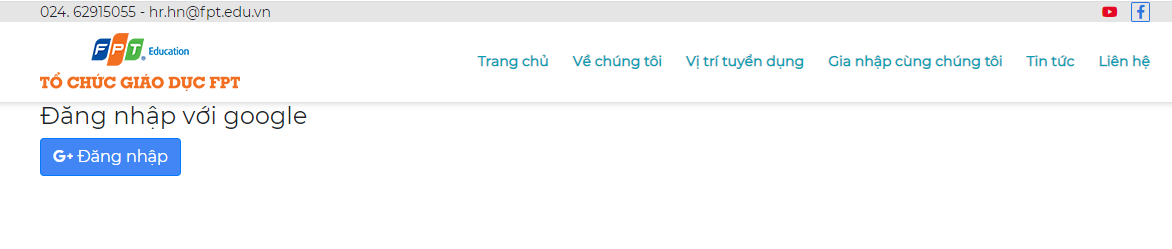 024. 62915055 - hr.hn@fpt.edu.vn
FPT Education
TỔ CHỨC GIÁO DỤC FPT
Trang chủ Về chúng tôi Vị trí tuyển dụng Gia nhập cùng chúng tôi Tin tức Liên hệ
Đăng nhập với google
G+ Đăng nhập